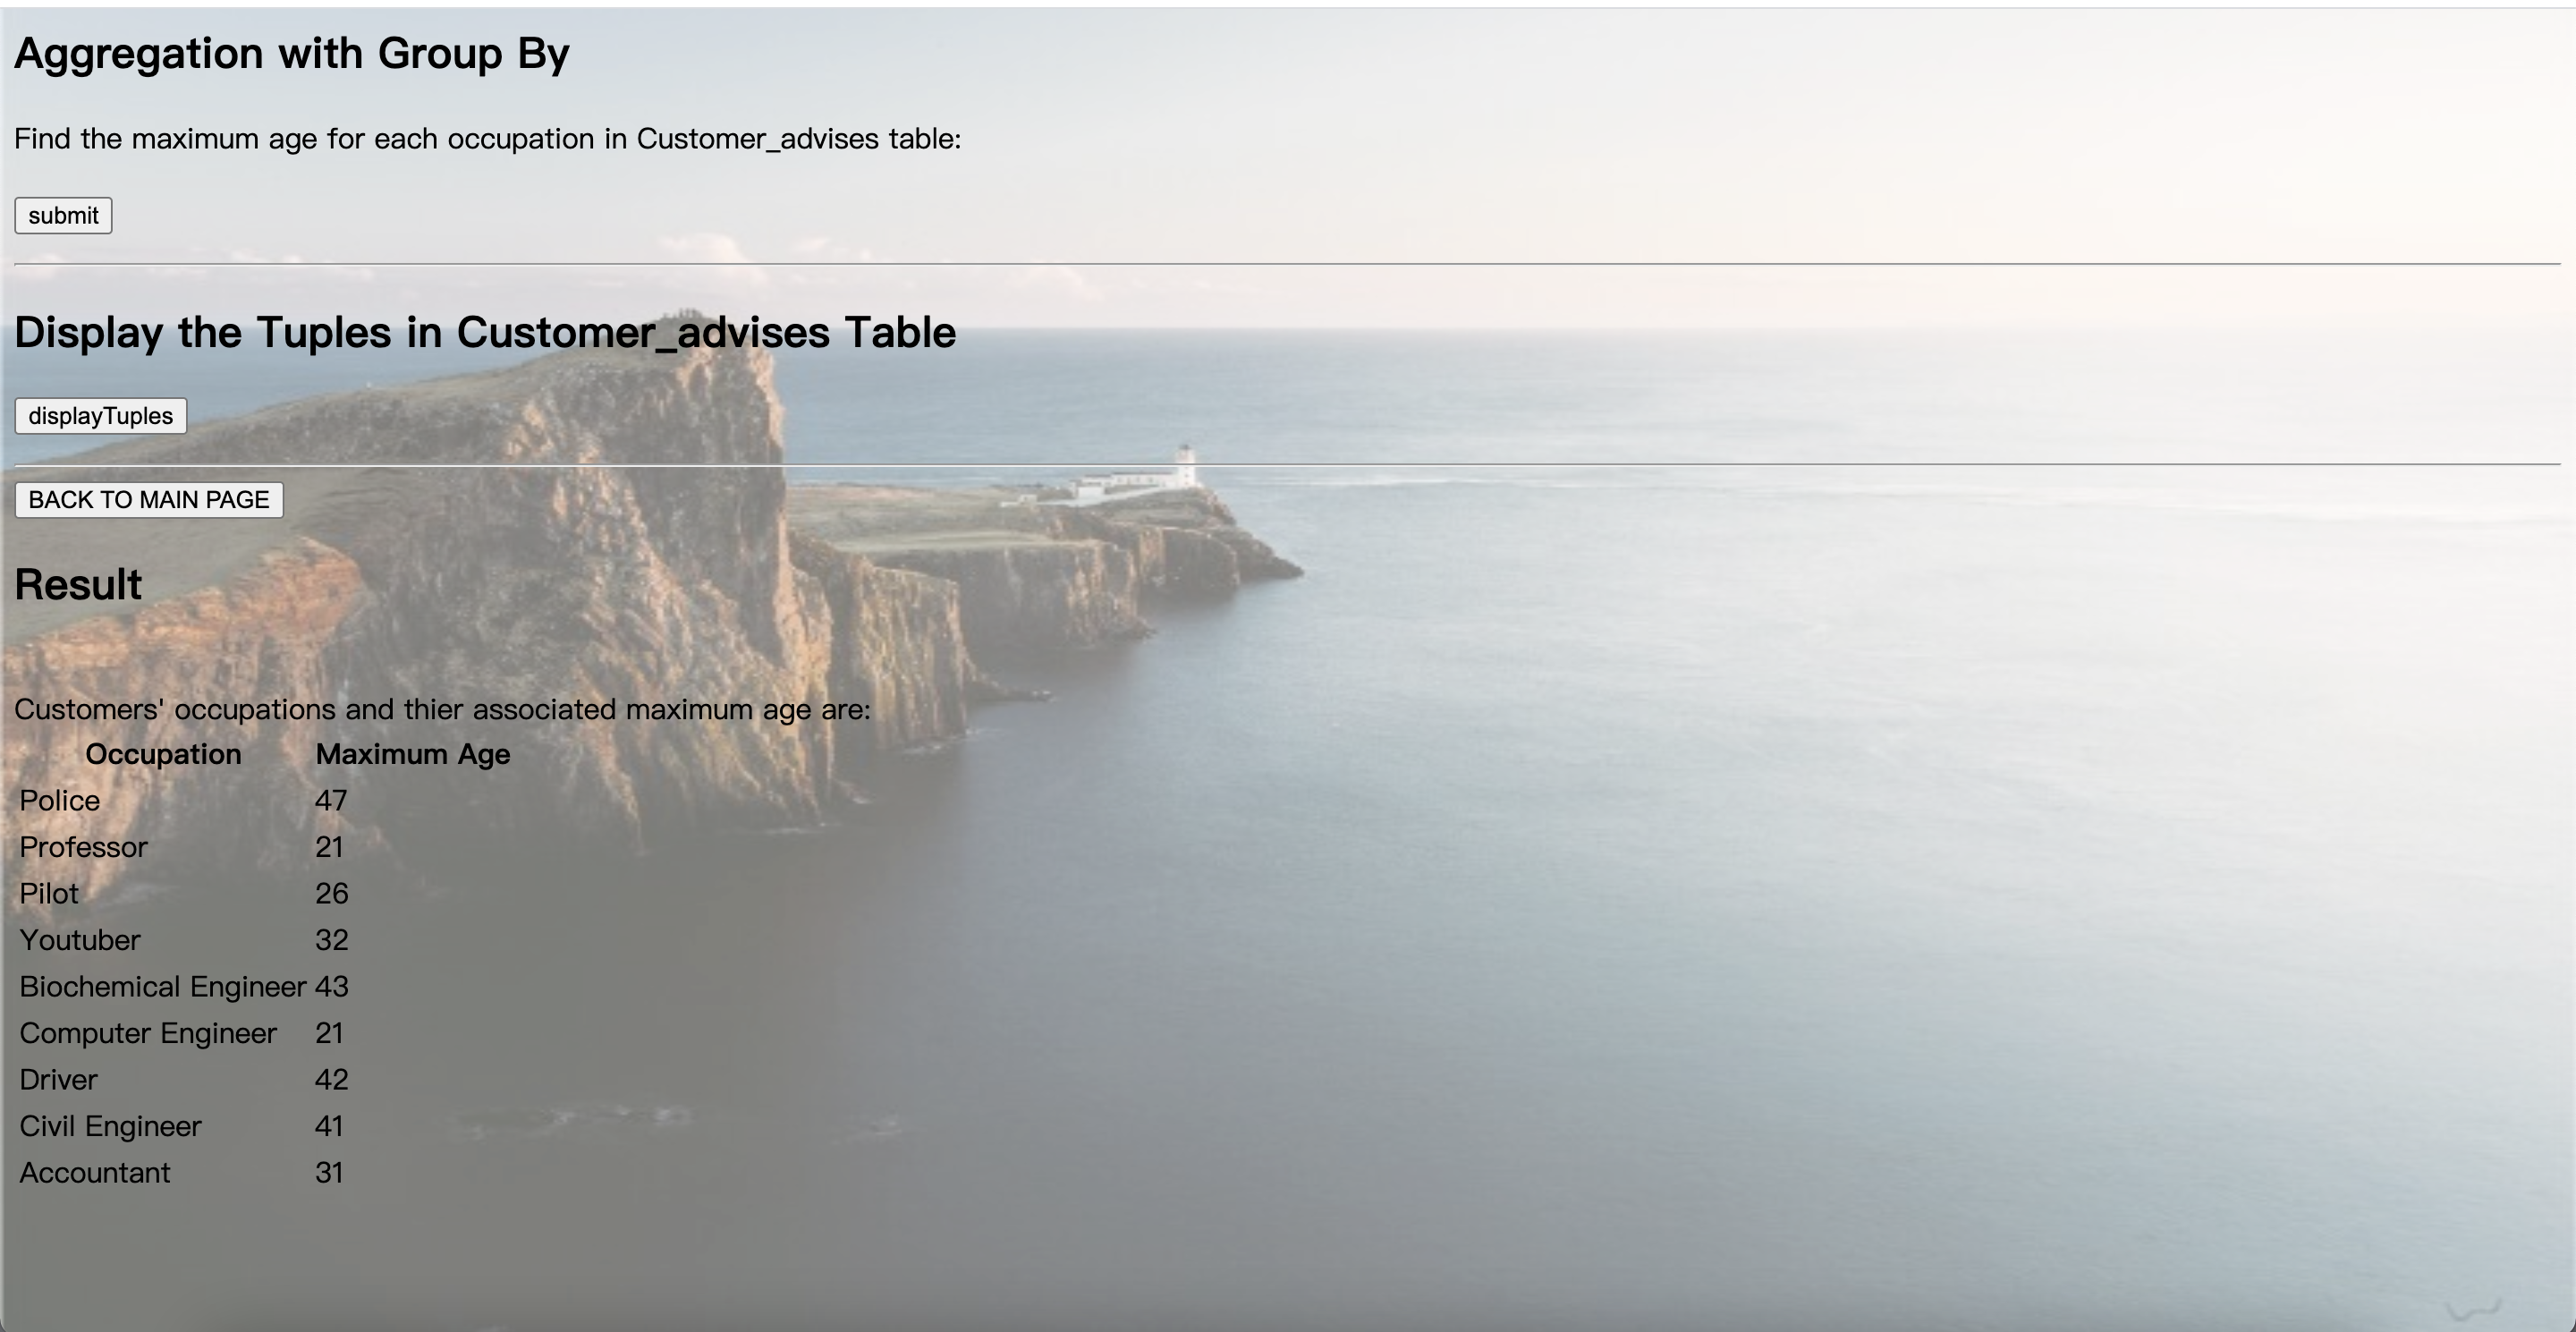 Aggregation with Group By
Find the maximum age for each occupation in Customer_advises table:
submit
Display the Tuples in Customer_advises Table
displayTuples
BACK TO MAIN PAGE
Result
Customers' occupations and thier associated maximum age are:
Occupation Maximum Age
Police 47
Professor 21
Pilot 26
Youtuber 32
Biochemical Engineer 43
Computer Engineer 21
Driver 42
Civil Engineer 41
Accountant 31